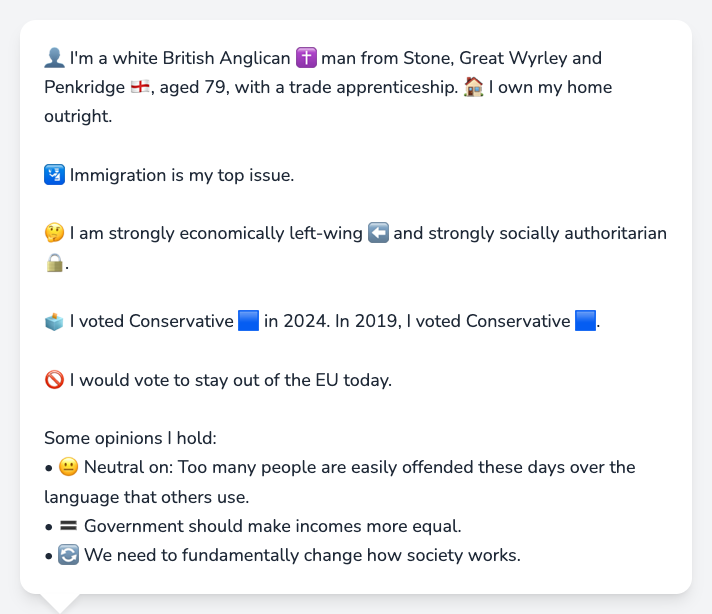 👤 I'm a white British Anglican ✝️ man from Stone, Great Wyrley and
Penkridge 🏴󠁧󠁢󠁥󠁮󠁧󠁿, aged 79, with a trade apprenticeship. 🏠 I own my home
outright.
🛂 Immigration is my top issue.
🤔 I am strongly economically left-wing ⬅️ and strongly socially authoritarian
🔒.
🗳️ I voted Conservative 🟦 in 2024. In 2019, I voted Conservative 🟦.
🚫 I would vote to stay out of the EU today.
Some opinions I hold:
• 😐 Neutral on: Too many people are easily offended these days over the
language that others use.
• 🟰 Government should make incomes more equal.
• 🔄 We need to fundamentally change how society works.